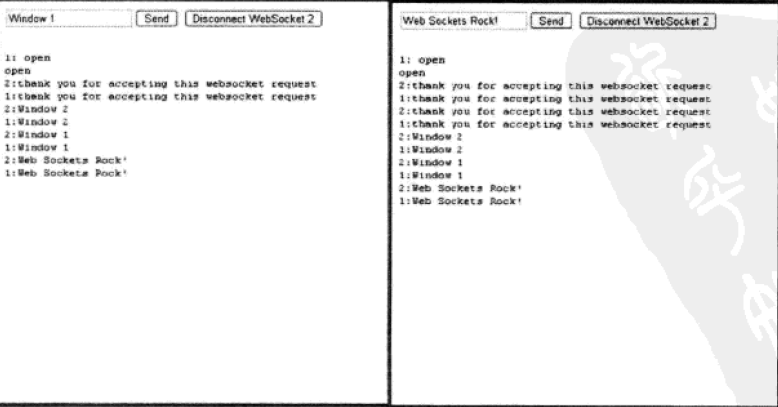 Window 1 Send Disconnect WebSocket 2
1: open
open
2:thank you for accepting this websocket request
1:thank you for accepting this websocket request
2:Window 2
1:Window 2
2:Window 1
1:Window 1
2:Web Sockets Rock!
1:Web Sockets Rock!
Web Sockets Rock! Send Disconnect WebSocket 2
1: open
open
2:thank you for accepting this websocket request
1:thank you for accepting this websocket request
2:thank you for accepting this websocket request
1:thank you for accepting this websocket request
2:Window 2
1:Window 2
2:Window 1
1:Window 1
2:Web Sockets Rock!
1:Web Sockets Rock!